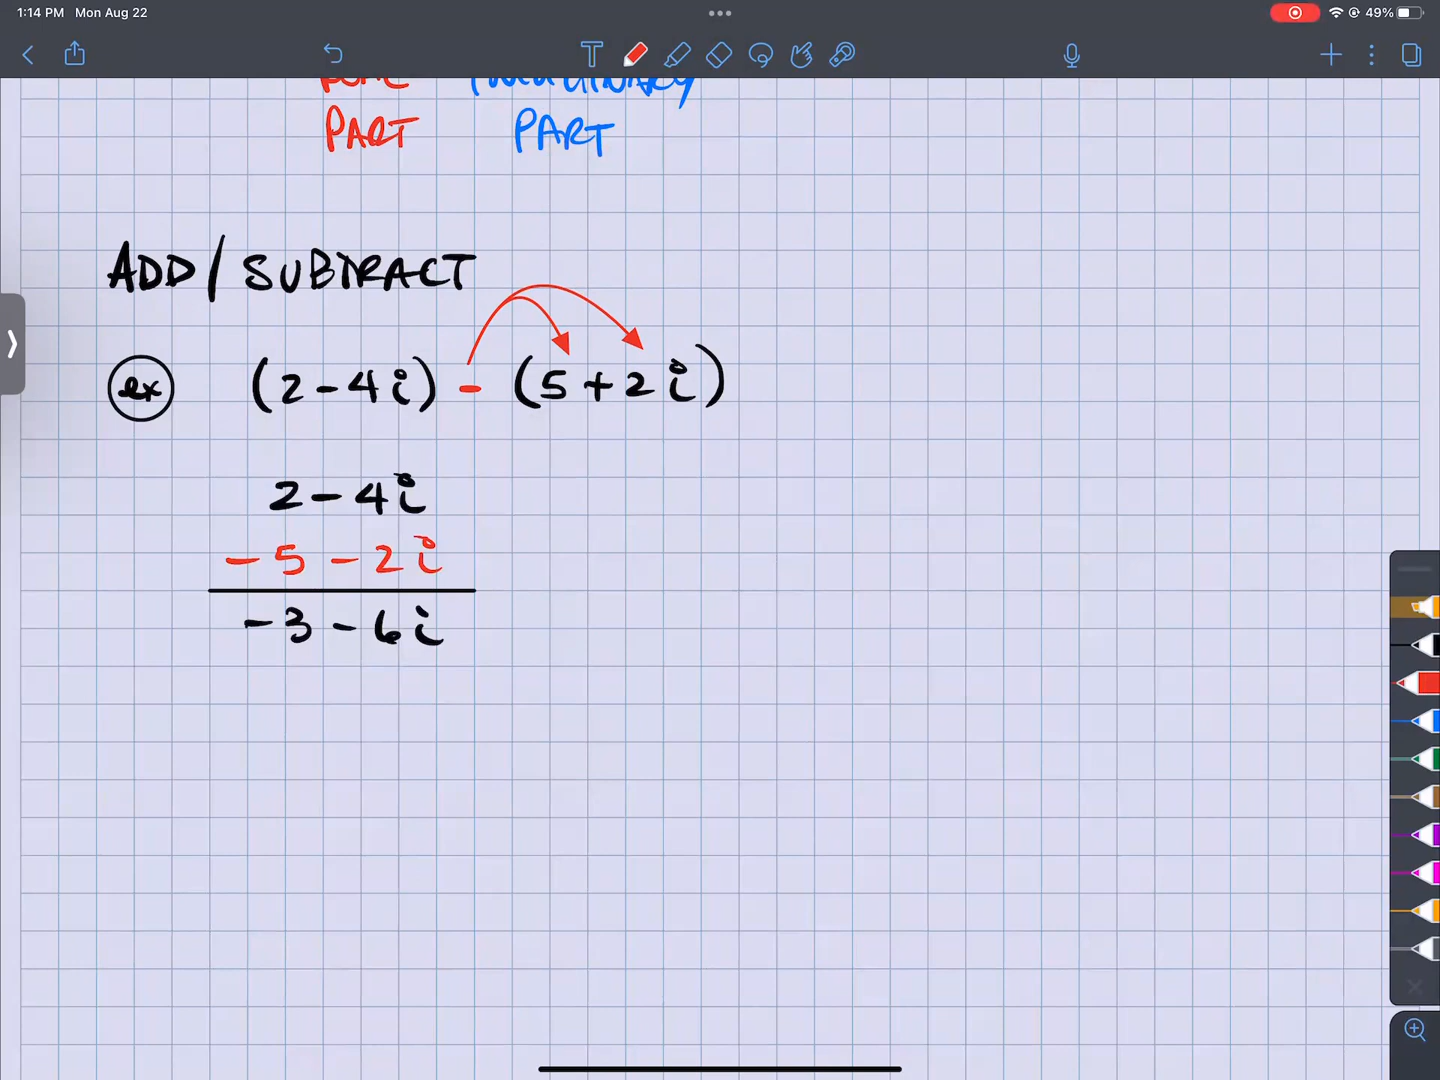 1:14 PM Mon Aug 22
49%
PART PART
ADD/SUBTRACT
ex (2-4i) - (5+2i)
2-4i
-5-2i
-3-6i